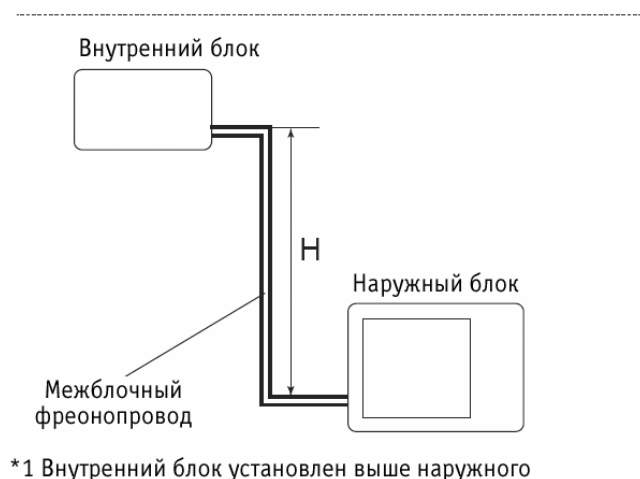 Внутренний блок
H
Наружный блок
Межблочный
фреонопровод
*1 Внутренний блок установлен выше наружного